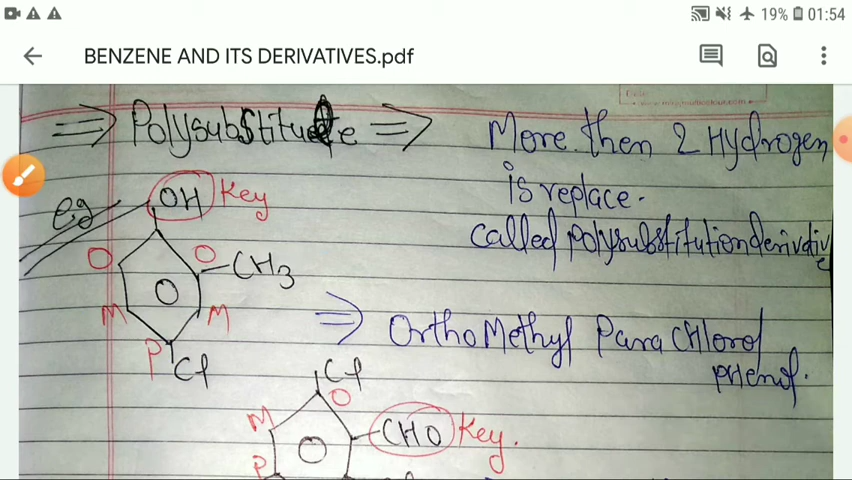 19% 01:54
BENZENE AND ITS DERIVATIVES.pdf
⇒ Polysubstitute ⇒ More then 2 Hydrogen
is replace.
called polysubstitution derivative
eg
OH Key
O O CH3
M M
P Cl
⇒ Ortho Methyl Para Chloro
phenol.
Cl
M O
CHO Key.
P